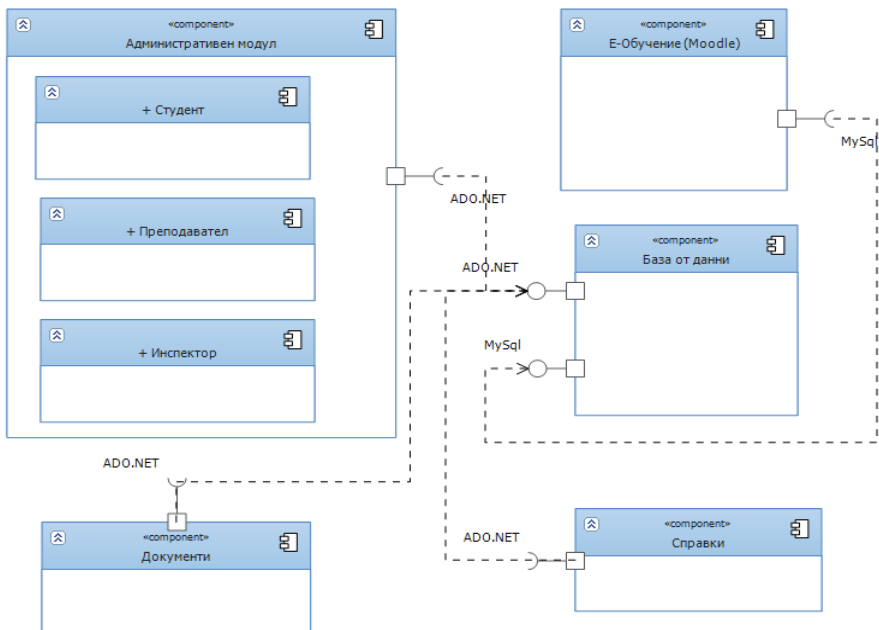 «component»
Административен модул
+ Студент
+ Преподавател
+ Инспектор
ADO.NET
«component»
Е-Обучение (Moodle)
MySql
«component»
База от данни
ADO.NET
MySql
ADO.NET
«component»
Документи
ADO.NET
«component»
Справки